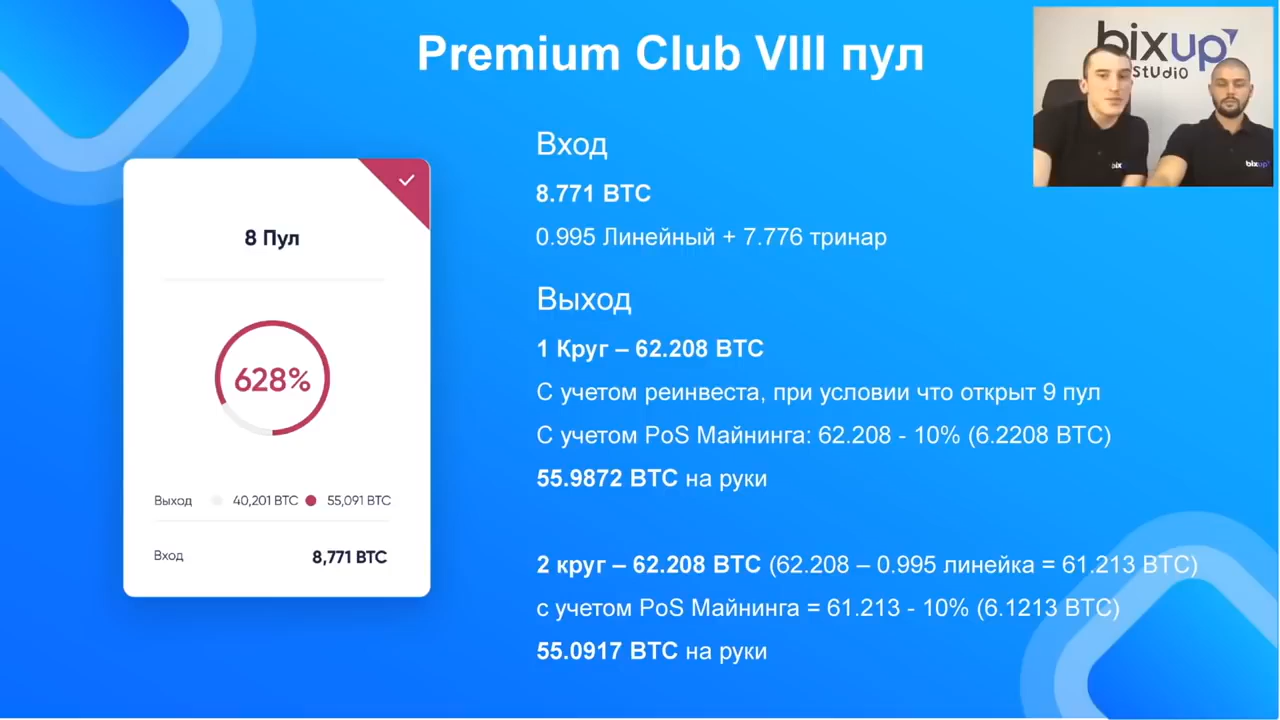 Premium Club VIII пул
bixup
STUDIO
bix
bixup
8 Пул
628%
Выход 40,201 BTC 55,091 BTC
Вход 8,771 BTC
Вход
8.771 BTC
0.995 Линейный + 7.776 тринар
Выход
1 Круг – 62.208 BTC
С учетом реинвеста, при условии что открыт 9 пул
С учетом PoS Майнинга: 62.208 - 10% (6.2208 BTC)
55.9872 BTC на руки
2 круг – 62.208 BTC (62.208 – 0.995 линейка = 61.213 BTC)
с учетом PoS Майнинга = 61.213 - 10% (6.1213 BTC)
55.0917 BTC на руки